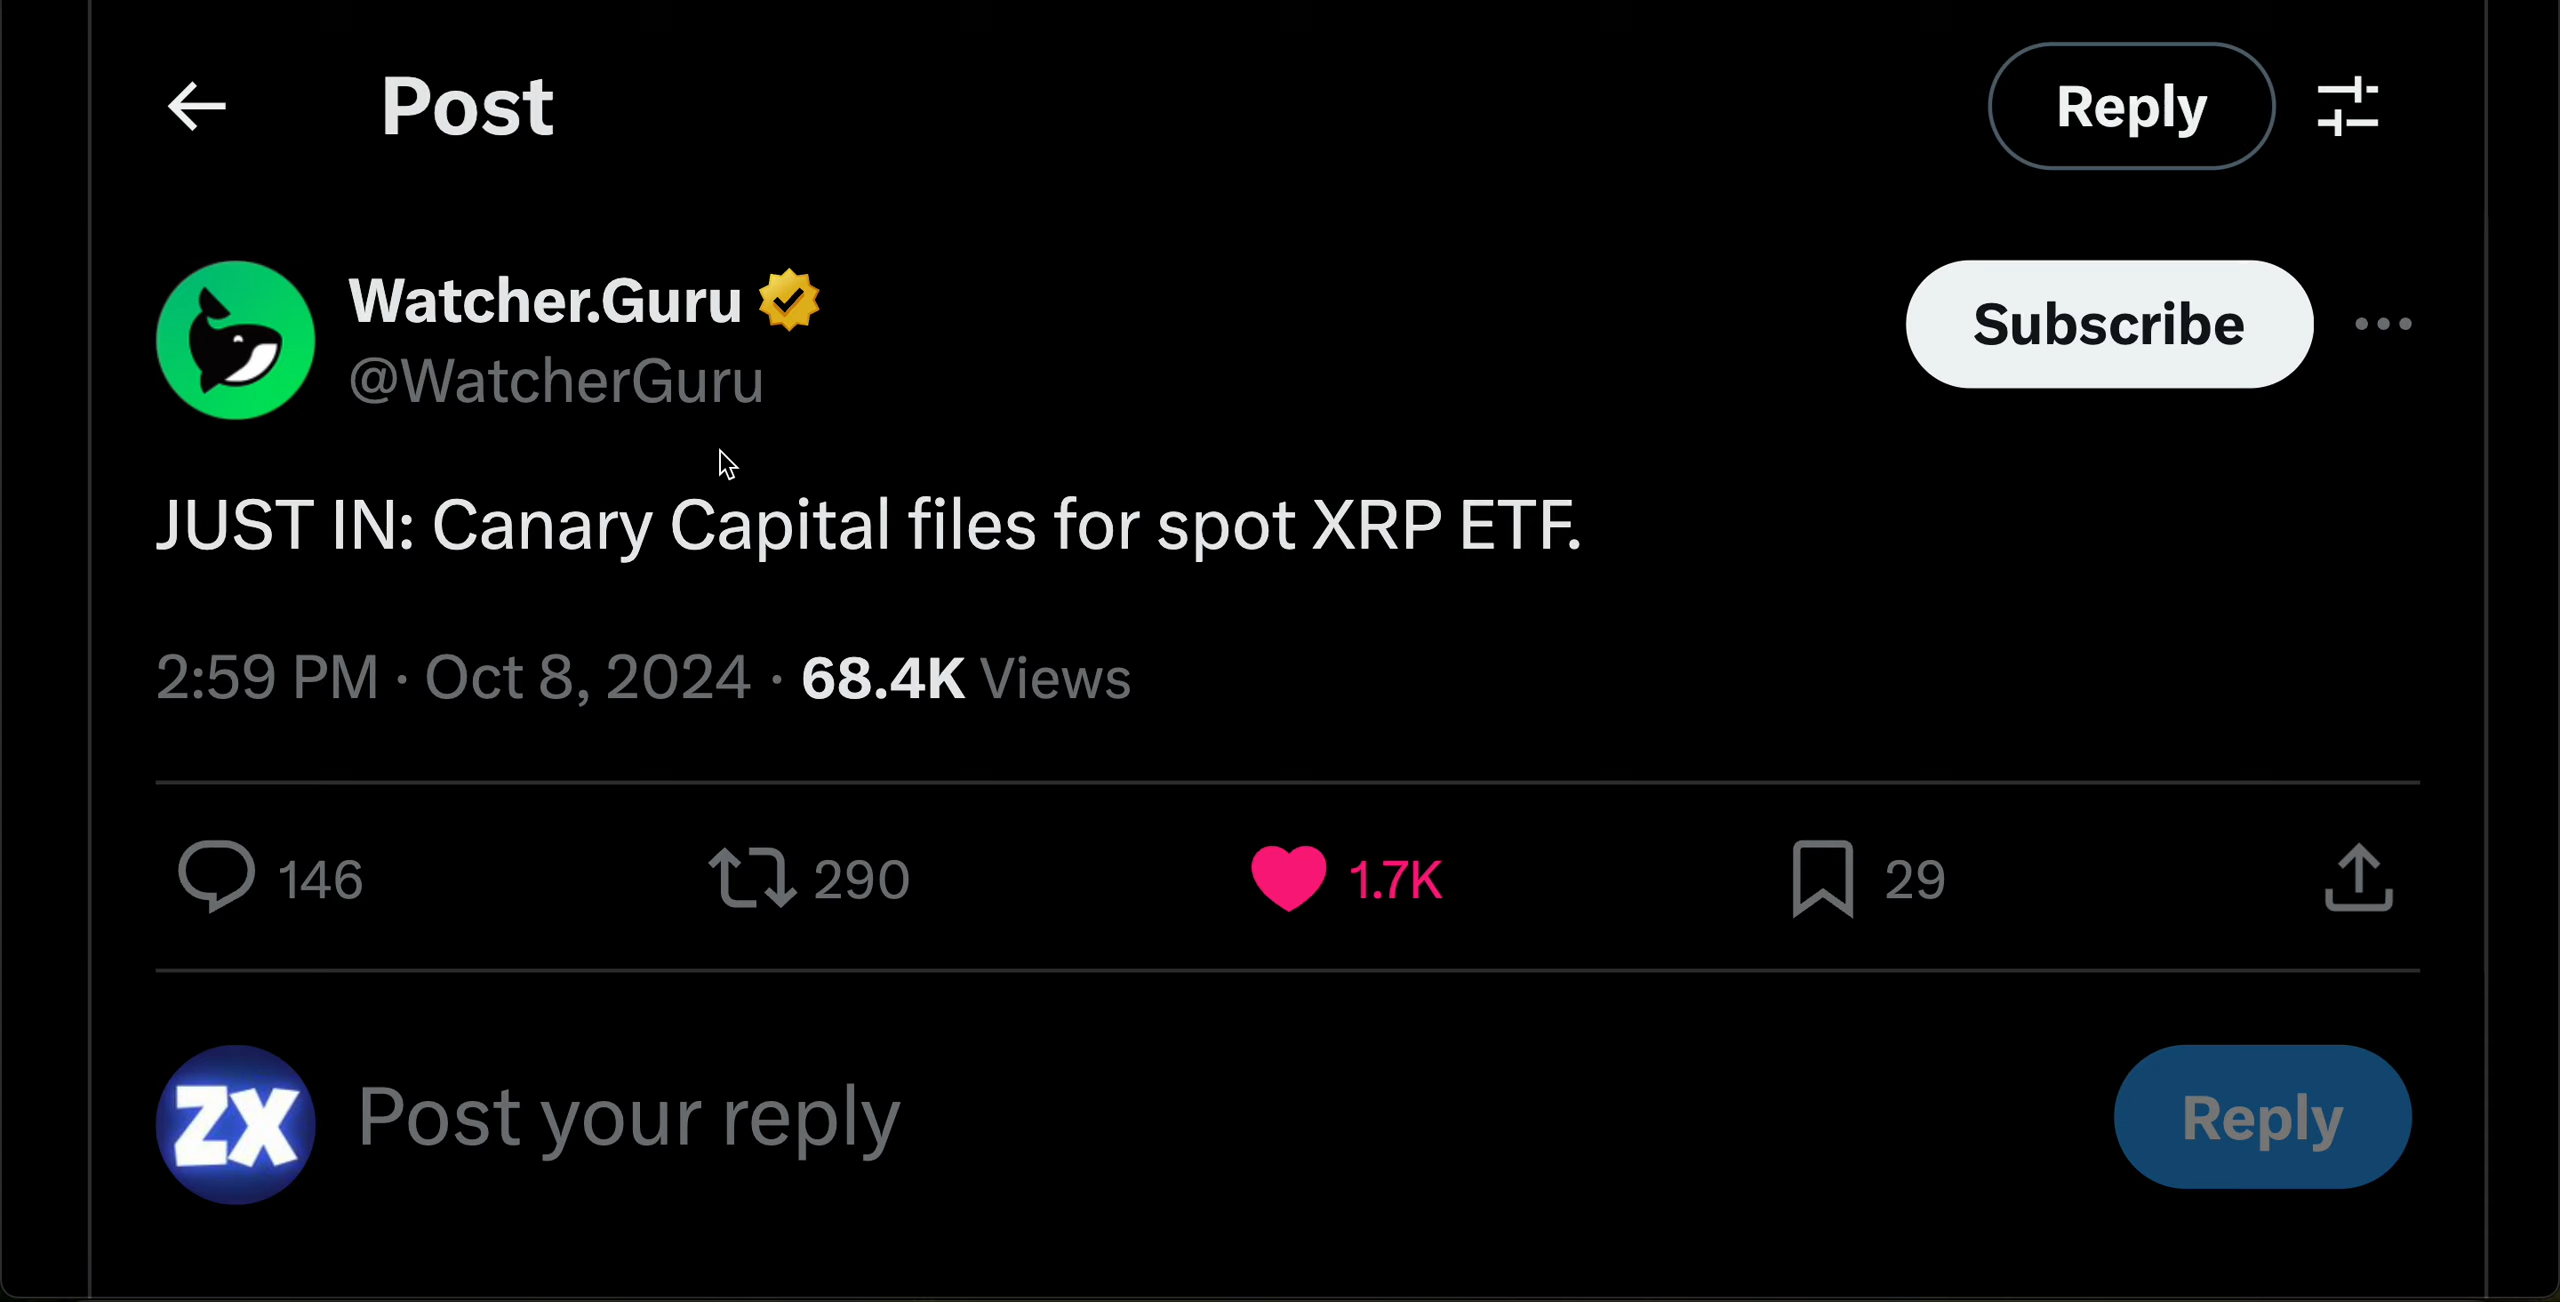 Post
Reply
Watcher.Guru
Subscribe
@WatcherGuru
JUST IN: Canary Capital files for spot XRP ETF.
2:59 PM · Oct 8, 2024 · 68.4K Views
146 290 1.7K 29
ZX Post your reply Reply